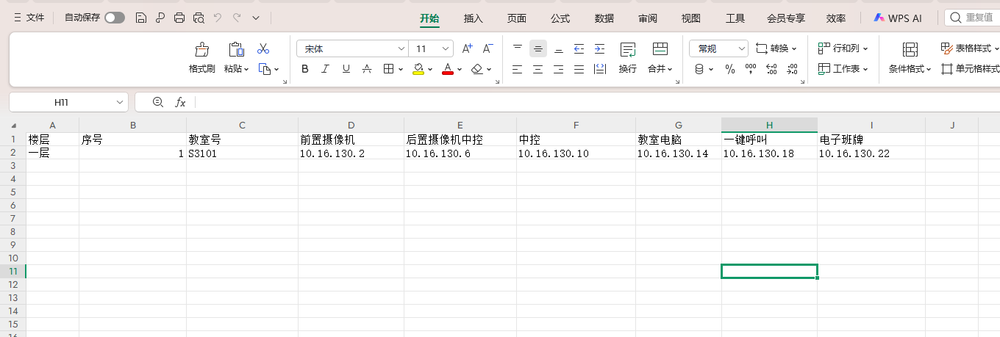 文件 自动保存 开始 插入 页面 公式 数据 审阅 视图 工具 会员专享 效率 WPS AI 重复值
宋体 11 A+ A- 常规 转换 行和列 表格样式
格式刷 粘贴 B I U A A 换行 合并 % 000 条件格式 工作表 单元格样式
H11 fx
A B C D E F G H I J
1 楼层 序号 教室号 前置摄像机 后置摄像机中控 中控 教室电脑 一键呼叫 电子班牌
2 一层 1 S3101 10.16.130.2 10.16.130.6 10.16.130.10 10.16.130.14 10.16.130.18 10.16.130.22
3
4
5
6
7
8
9
10
11
12
13
14
15